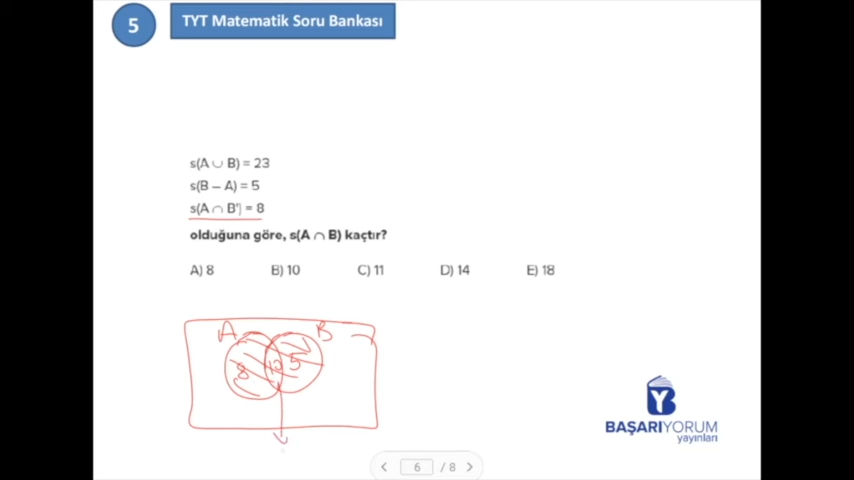 5
TYT Matematik Soru Bankası
s(A ∪ B) = 23
s(B – A) = 5
s(A ∩ B') = 8
olduğuna göre, s(A ∩ B) kaçtır?
A) 8 B) 10 C) 11 D) 14 E) 18
A B
8 10 5
BAŞARIYORUM
yayınları
6 / 8